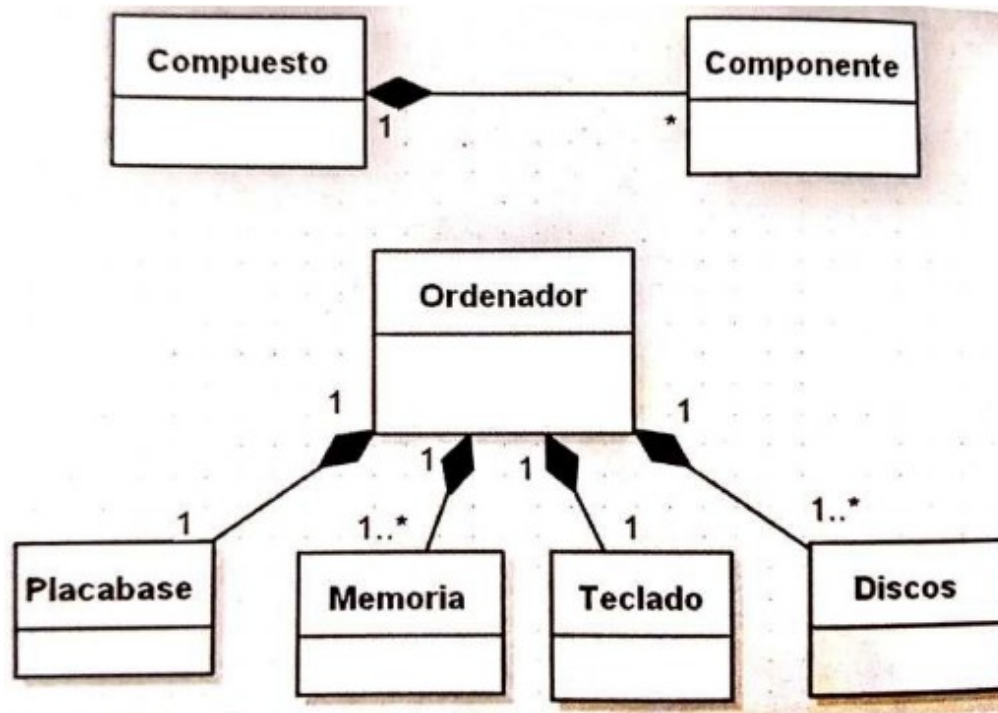 Compuesto
Componente
1
*
Ordenador
1
1
1
1
1
1..*
1
1..*
Placabase
Memoria
Teclado
Discos